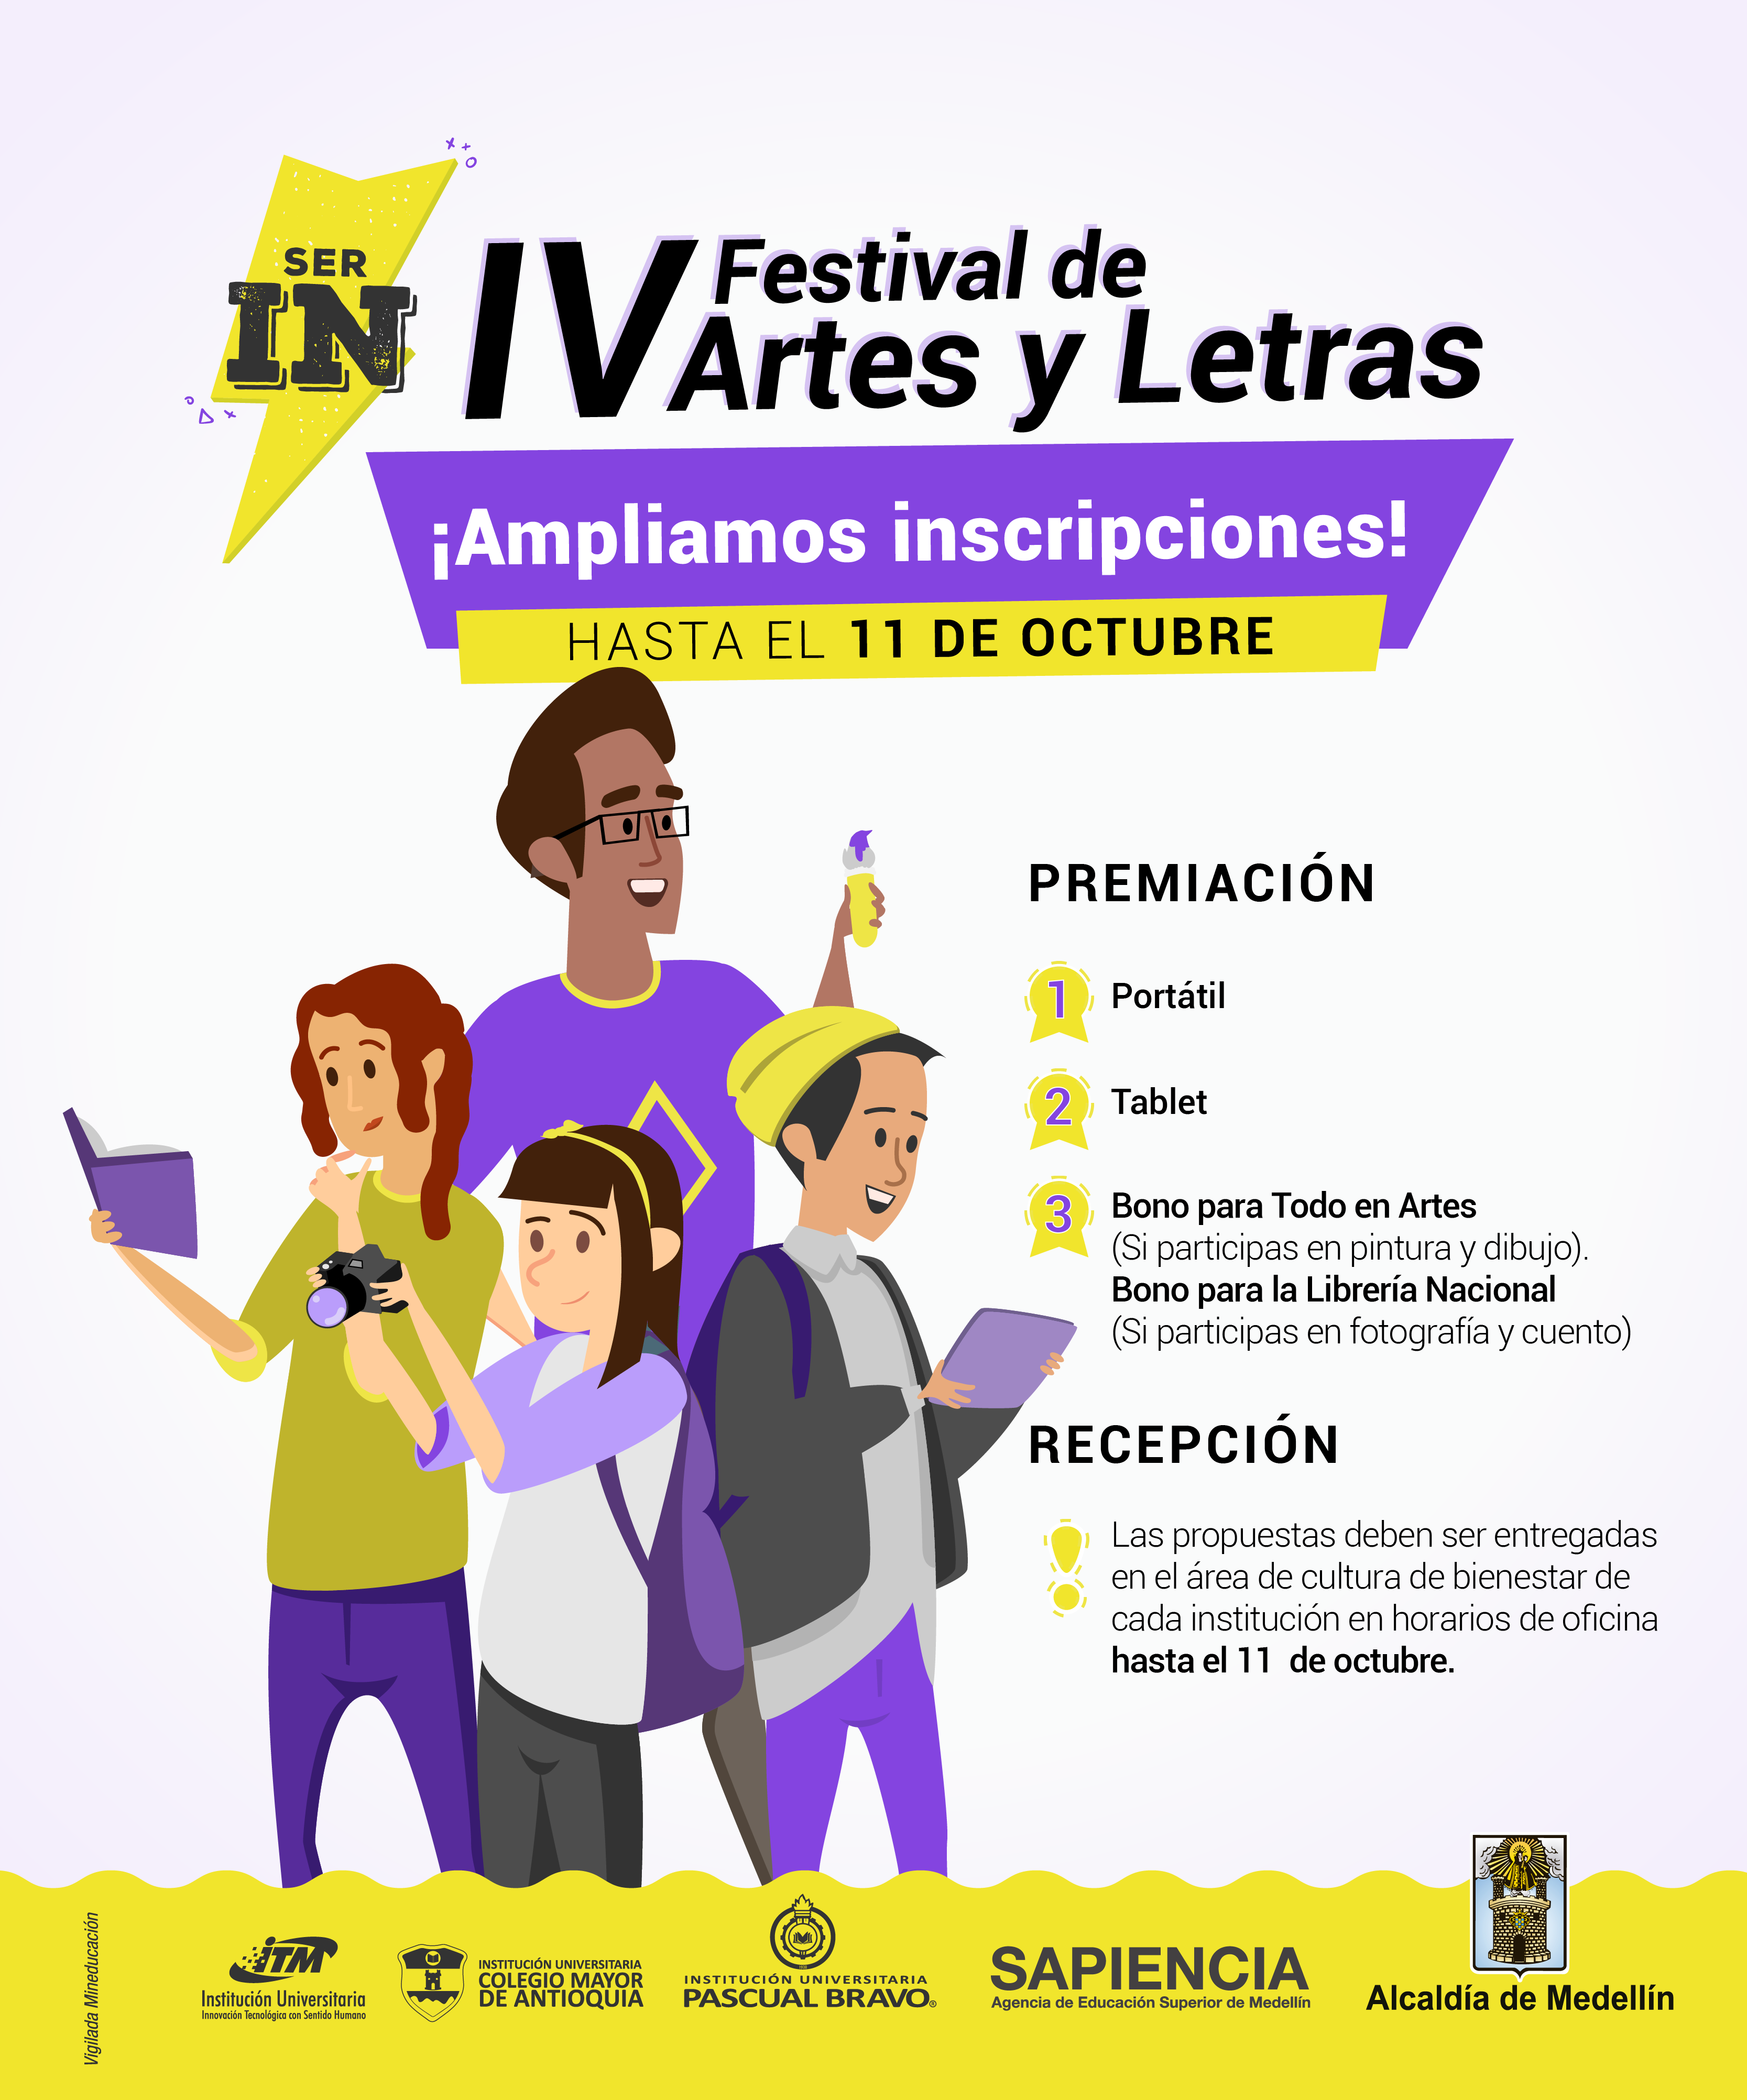 SER
IN
IV Festival de
Artes y Letras
¡Ampliamos inscripciones!
HASTA EL 11 DE OCTUBRE
PREMIACIÓN
1 Portátil
2 Tablet
3 Bono para Todo en Artes
(Si participas en pintura y dibujo).
Bono para la Librería Nacional
(Si participas en fotografía y cuento)
RECEPCIÓN
Las propuestas deben ser entregadas
en el área de cultura de bienestar de
cada institución en horarios de oficina
hasta el 11 de octubre.
Vigilada Mineducación
iTM
Institución Universitaria
Innovación Tecnológica con Sentido Humano
INSTITUCIÓN UNIVERSITARIA
COLEGIO MAYOR
DE ANTIOQUIA
INSTITUCIÓN UNIVERSITARIA
PASCUAL BRAVO®
SAPIENCIA
Agencia de Educación Superior de Medellín
Alcaldía de Medellín